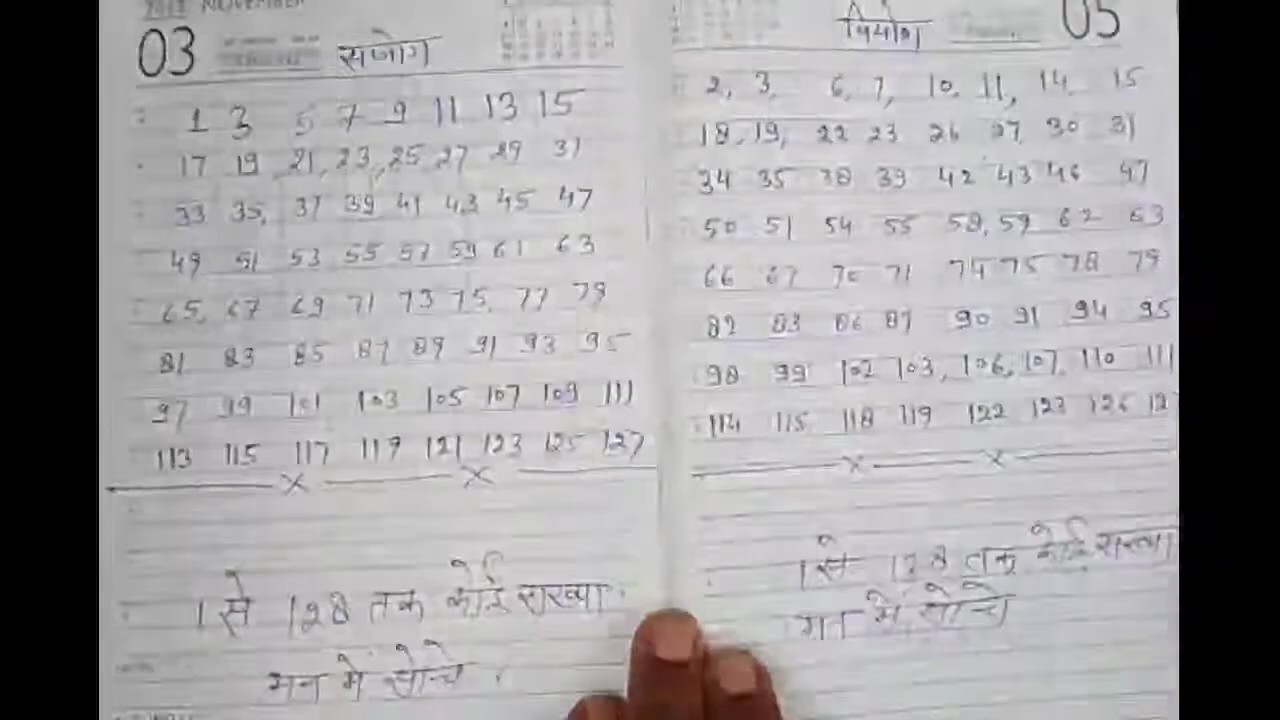 2012 NOVEMBER
03
सजोग
1 3 5 7 9 11 13 15
17 19 21, 23, 25 27 29 31
33 35, 37 39 41 43 45 47
49 51 53 55 57 59 61 63
65, 67 69 71 73 75, 77 79
81 83 85 87 89 91 93 95
97 99 101 103 105 107 109 111
113 115 117 119 121 123 125 127
1 से 128 तक कोई सख्या
मन में सोचे
05
वियोग
2, 3, 6, 7, 10, 11, 14, 15
18, 19, 22 23 26 27, 30 31
34 35 38 39 42 43 46 47
50 51 54 55 58, 59 62 63
66 67 70 71 74 75 78 79
82 83 86 87 90 91 94 95
98 99 102 103, 106, 107, 110 111
114 115 118 119 122 123 126 127
1 से 128 तक कोई सख्या
मन में सोचे